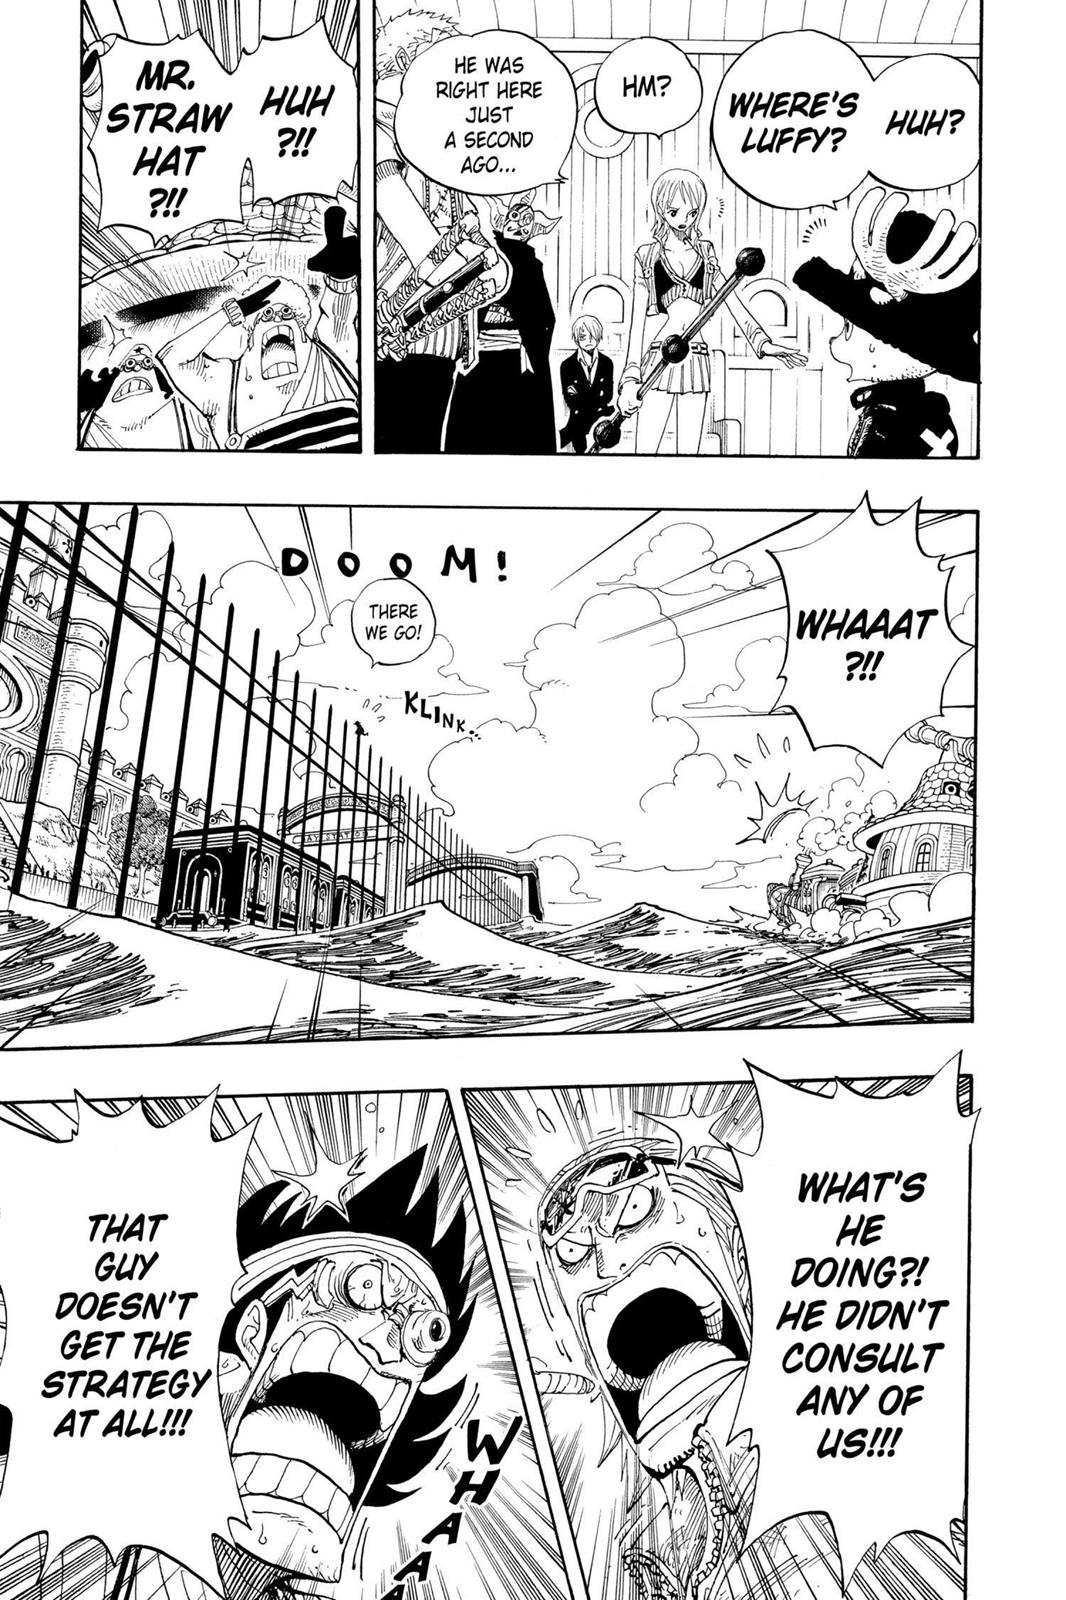 HUH?
WHERE'S
LUFFY?
HM?
HE WAS
RIGHT HERE
JUST
A SECOND
AGO...
HUH
?!!
MR.
STRAW
HAT
?!!
WHAAAT
?!!
DOOM!
THERE
WE GO!
KLINK...
WHAT'S
HE
DOING?!
HE DIDN'T
CONSULT
ANY OF
US!!!
WHAAA
THAT
GUY
DOESN'T
GET THE
STRATEGY
AT ALL!!!